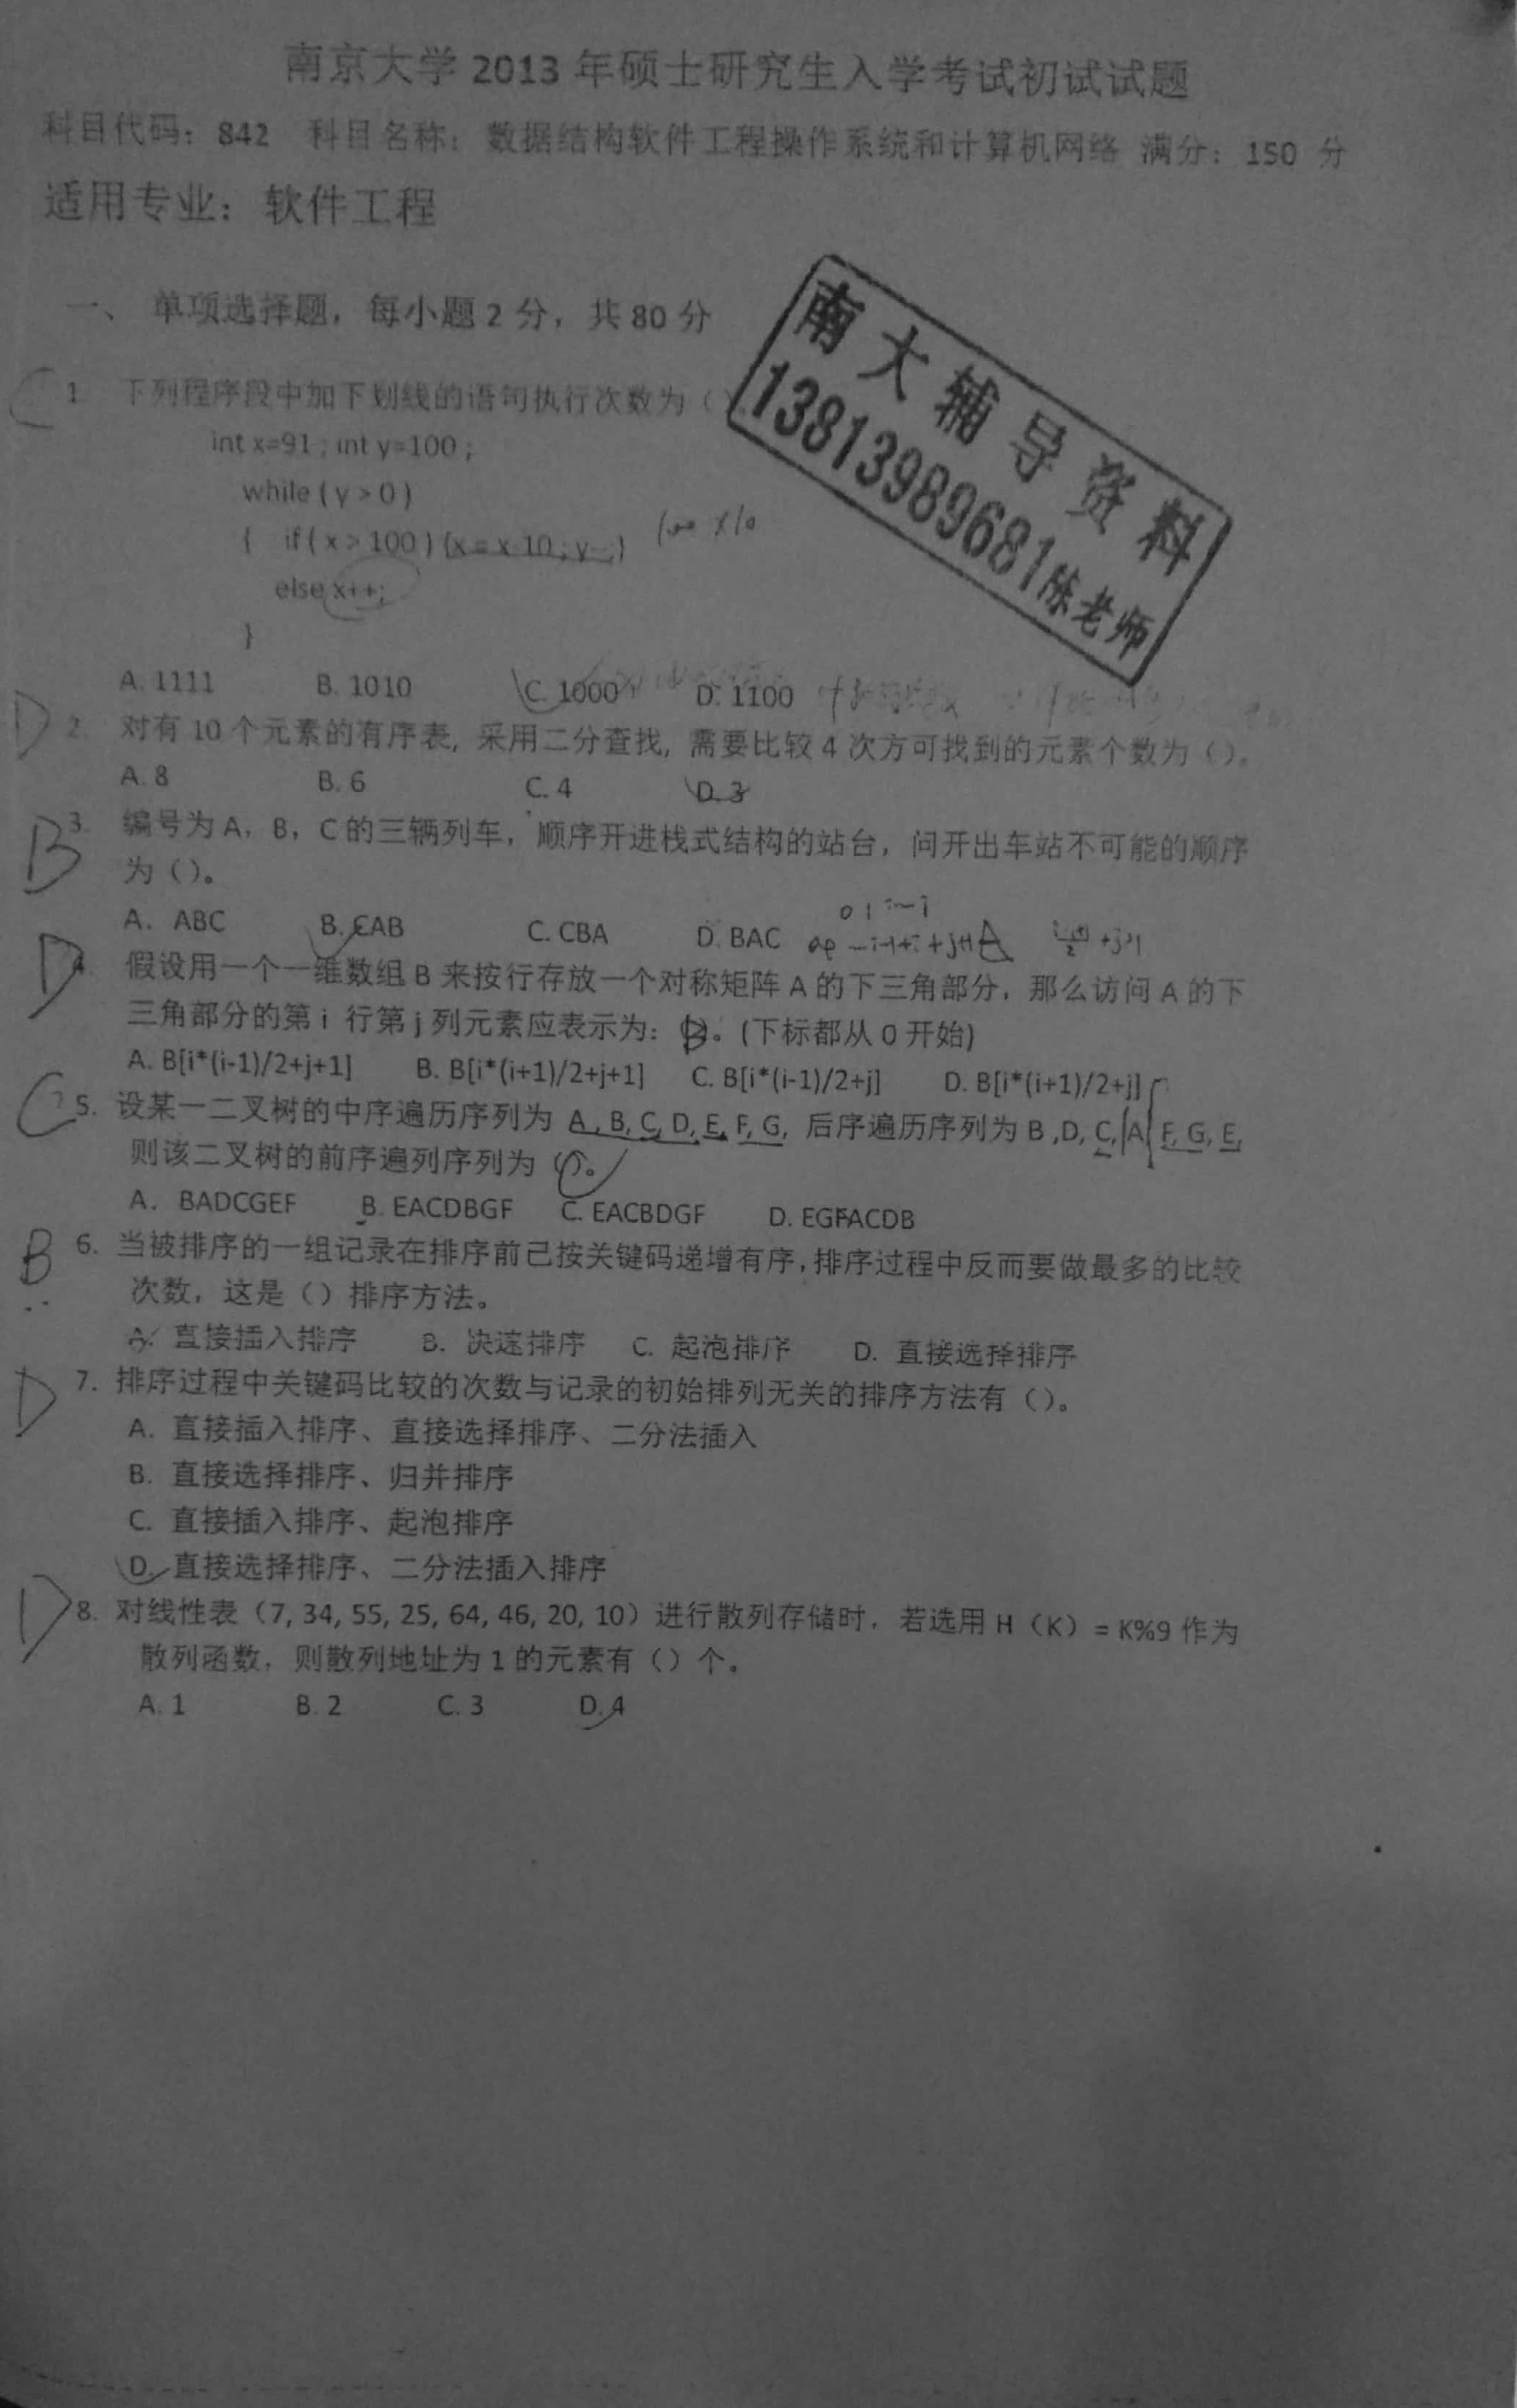 南京大学 2013 年硕士研究生入学考试初试试题
科目代码：842 科目名称：数据结构软件工程操作系统和计算机网络 满分：150 分
适用专业：软件工程
南大辅导资料
13813989681陈老师
一、 单项选择题，每小题 2 分，共 80 分
C
1 下列程序段中加下划线的语句执行次数为（ ）
int x=91 ; int y=100 ;
while ( y > 0 )
{ if ( x > 100 ) {x = x-10 ; y--;}
else x++;
}
A. 1111 B. 1010 C. 1000 D. 1100
D
2. 对有 10 个元素的有序表, 采用二分查找, 需要比较 4 次方可找到的元素个数为（）。
A. 8 B. 6 C. 4 D. 3
B
3. 编号为 A，B，C 的三辆列车，顺序开进栈式结构的站台，问开出车站不可能的顺序
为（）。
A. ABC B. CAB C. CBA D. BAC
D
4. 假设用一个一维数组 B 来按行存放一个对称矩阵 A 的下三角部分，那么访问 A 的下
三角部分的第 i 行第 j 列元素应表示为：（）。(下标都从 0 开始)
A. B[i*(i-1)/2+j+1] B. B[i*(i+1)/2+j+1] C. B[i*(i-1)/2+j] D. B[i*(i+1)/2+j]
C
5. 设某一二叉树的中序遍历序列为 A , B, C, D, E, F, G, 后序遍历序列为 B ,D, C, A, F, G, E,
则该二叉树的前序遍列序列为（）。
A. BADCGEF B. EACDBGF C. EACBDGF D. EGFACDB
B
6. 当被排序的一组记录在排序前已按关键码递增有序，排序过程中反而要做最多的比较
次数，这是（）排序方法。
A. 直接插入排序 B. 快速排序 C. 起泡排序 D. 直接选择排序
D
7. 排序过程中关键码比较的次数与记录的初始排列无关的排序方法有（）。
A. 直接插入排序、直接选择排序、二分法插入
B. 直接选择排序、归并排序
C. 直接插入排序、起泡排序
D. 直接选择排序、二分法插入排序
D
8. 对线性表（7, 34, 55, 25, 64, 46, 20, 10）进行散列存储时，若选用 H（K）= K%9 作为
散列函数，则散列地址为 1 的元素有（）个。
A. 1 B. 2 C. 3 D. 4